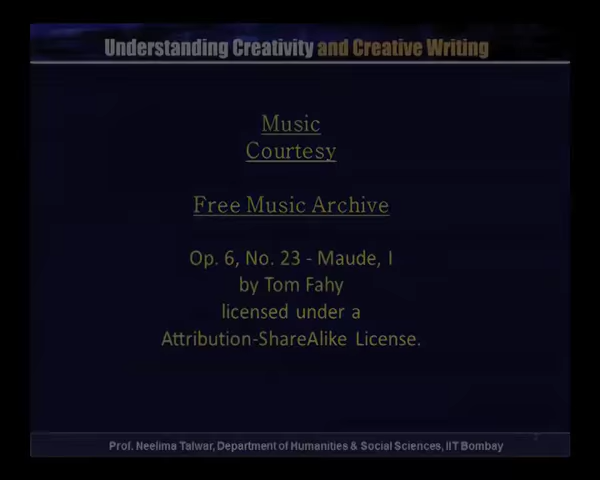 Understanding Creativity and Creative Writing
Music
Courtesy
Free Music Archive
Op. 6, No. 23 - Maude, I
by Tom Fahy
licensed under a
Attribution-ShareAlike License.
Prof. Neelima Talwar, Department of Humanities & Social Sciences, IIT Bombay